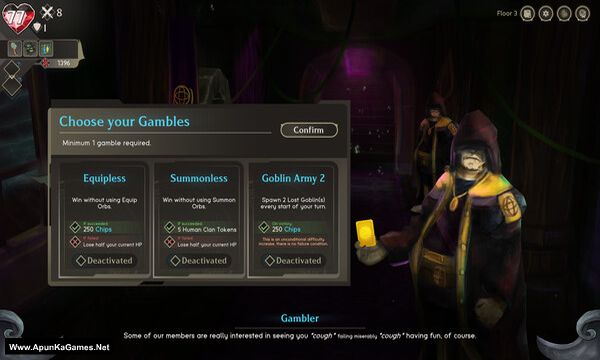 77
8
1
1396
Floor 3
Choose your Gambles
Minimum 1 gamble required.
Confirm
Equipless
Win without using Equip
Orbs.
If succeeded
250 Chips
If failed
Lose half your current HP
Deactivated
Summonless
Win without using Summon
Orbs.
If succeeded
5 Human Clan Tokens
If failed
Lose half your current HP
Deactivated
Goblin Army 2
Spawn 2 Lost Goblin(s)
every start of your turn.
On victory
250 Chips
This is an unconditional difficulty
increase, there is no failure condition.
Deactivated
Gambler
Some of our members are really interested in seeing you *cough* failing miserably *cough* having fun, of course.
Website: www.ApunKaGames.Net